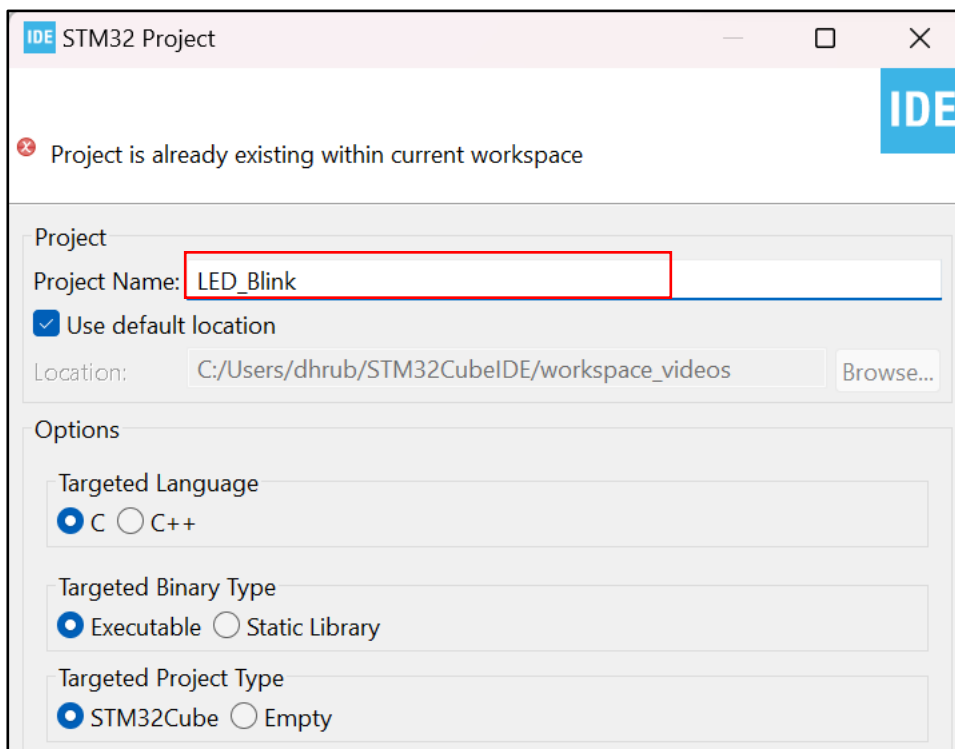 IDE STM32 Project
IDE
Project is already existing within current workspace
Project
Project Name: LED_Blink
Use default location
Location: C:/Users/dhrub/STM32CubeIDE/workspace_videos Browse...
Options
Targeted Language
C C++
Targeted Binary Type
Executable Static Library
Targeted Project Type
STM32Cube Empty